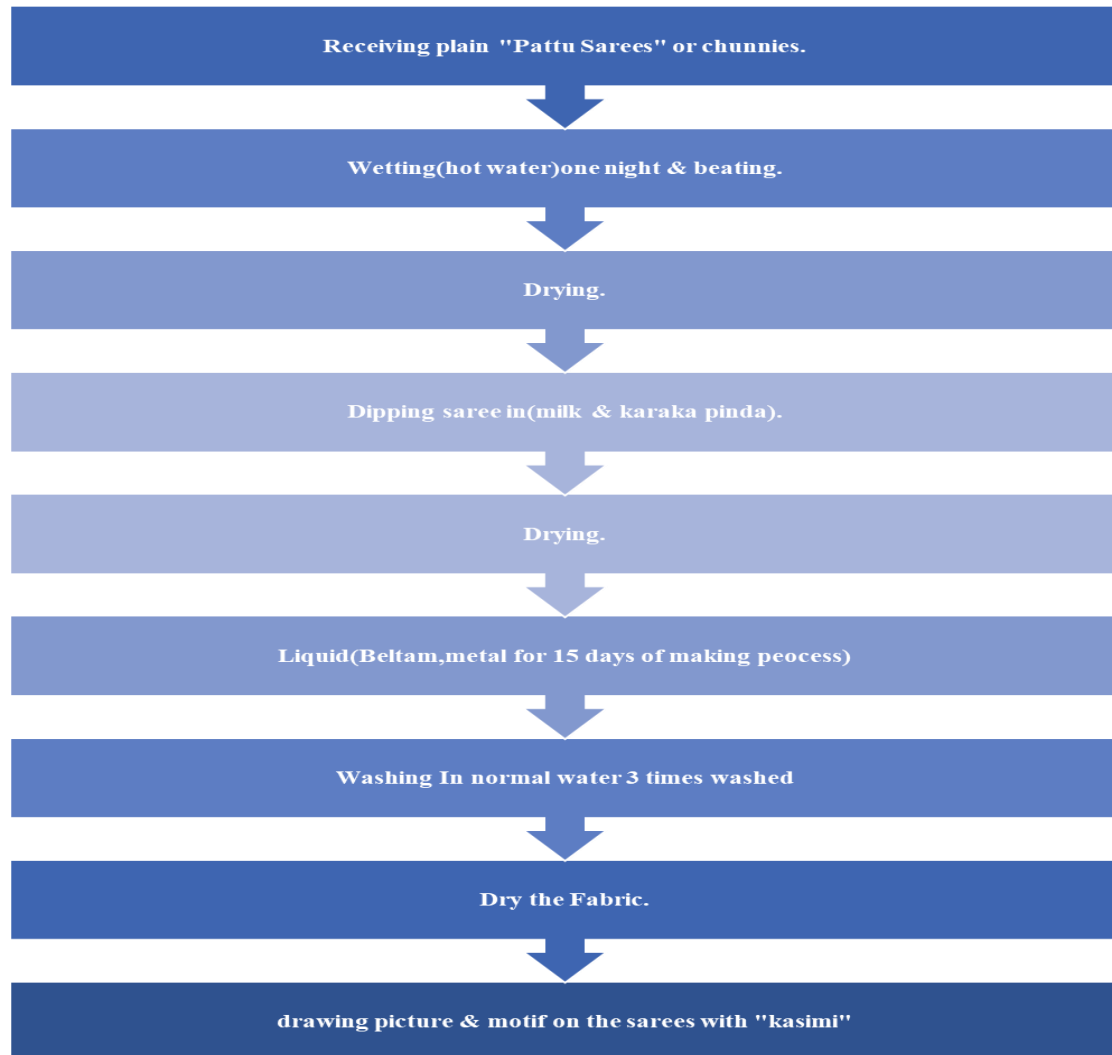 Receiving plain "Pattu Sarees" or chunnies.
Wetting(hot water)one night & beating.
Drying.
Dipping saree in(milk & karaka pinda).
Drying.
Liquid(Beltam,metal for 15 days of making peocess)
Washing In normal water 3 times washed
Dry the Fabric.
drawing picture & motif on the sarees with "kasimi"